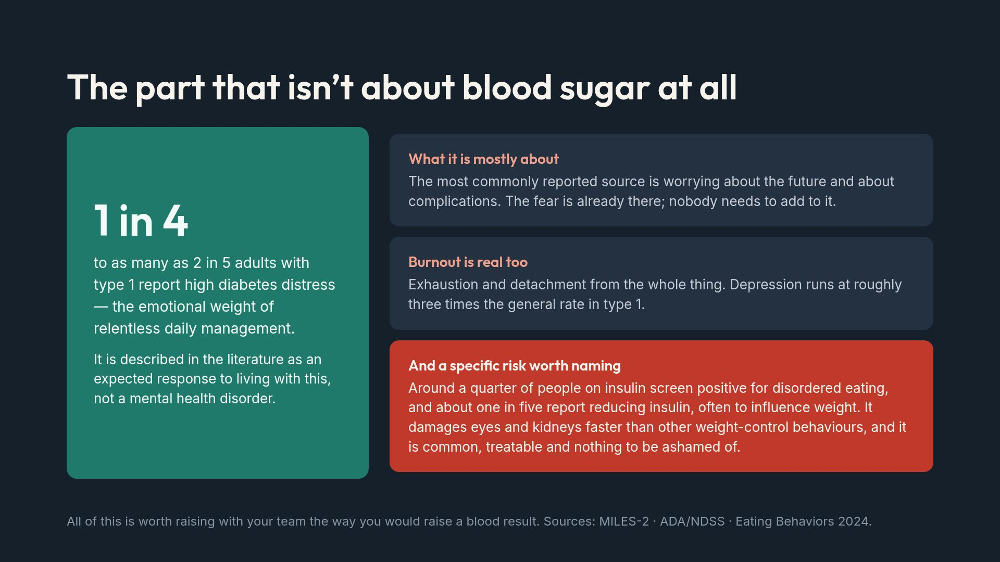 The part that isn’t about blood sugar at all
1 in 4
to as many as 2 in 5 adults with
type 1 report high diabetes distress
— the emotional weight of
relentless daily management.
It is described in the literature as an
expected response to living with this,
not a mental health disorder.
What it is mostly about
The most commonly reported source is worrying about the future and about
complications. The fear is already there; nobody needs to add to it.
Burnout is real too
Exhaustion and detachment from the whole thing. Depression runs at roughly
three times the general rate in type 1.
And a specific risk worth naming
Around a quarter of people on insulin screen positive for disordered eating,
and about one in five report reducing insulin, often to influence weight. It
damages eyes and kidneys faster than other weight-control behaviours, and it
is common, treatable and nothing to be ashamed of.
All of this is worth raising with your team the way you would raise a blood result. Sources: MILES-2 · ADA/NDSS · Eating Behaviors 2024.